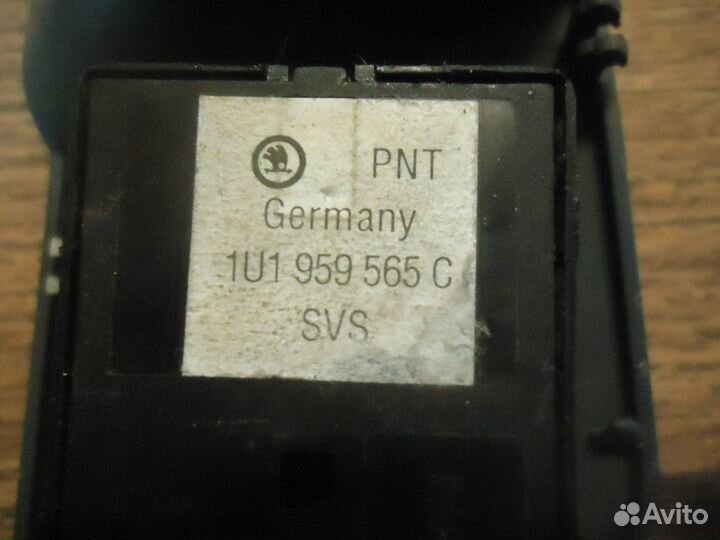 PNT
Germany
1U1 959 565 C
SVS
Avito